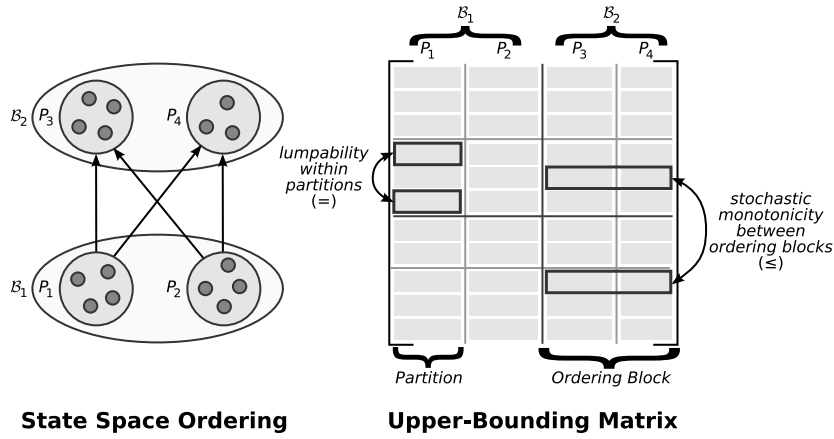 ℬ₂ P₃ P₄
ℬ₁ P₁ P₂
State Space Ordering
ℬ₁ ℬ₂
P₁ P₂ P₃ P₄
lumpability
within
partitions
(=)
stochastic
monotonicity
between
ordering blocks
(≤)
Partition Ordering Block
Upper-Bounding Matrix